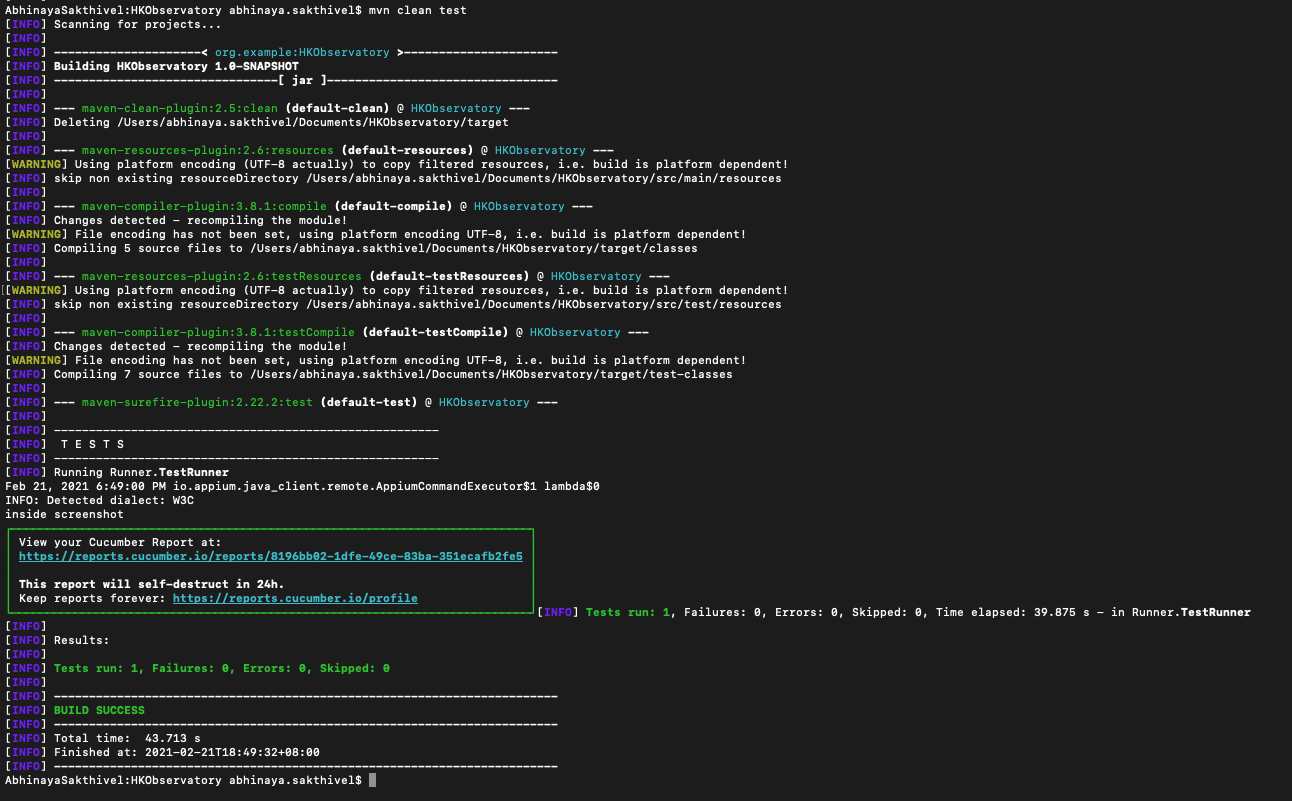 AbhinayaSakthivel:HKObservatory abhinaya.sakthivel$ mvn clean test
[INFO] Scanning for projects...
[INFO]
[INFO] ---------------------< org.example:HKObservatory >----------------------
[INFO] Building HKObservatory 1.0-SNAPSHOT
[INFO] --------------------------------[ jar ]---------------------------------
[INFO]
[INFO] --- maven-clean-plugin:2.5:clean (default-clean) @ HKObservatory ---
[INFO] Deleting /Users/abhinaya.sakthivel/Documents/HKObservatory/target
[INFO]
[INFO] --- maven-resources-plugin:2.6:resources (default-resources) @ HKObservatory ---
[WARNING] Using platform encoding (UTF-8 actually) to copy filtered resources, i.e. build is platform dependent!
[INFO] skip non existing resourceDirectory /Users/abhinaya.sakthivel/Documents/HKObservatory/src/main/resources
[INFO]
[INFO] --- maven-compiler-plugin:3.8.1:compile (default-compile) @ HKObservatory ---
[INFO] Changes detected - recompiling the module!
[WARNING] File encoding has not been set, using platform encoding UTF-8, i.e. build is platform dependent!
[INFO] Compiling 5 source files to /Users/abhinaya.sakthivel/Documents/HKObservatory/target/classes
[INFO]
[INFO] --- maven-resources-plugin:2.6:testResources (default-testResources) @ HKObservatory ---
[[WARNING] Using platform encoding (UTF-8 actually) to copy filtered resources, i.e. build is platform dependent!
[INFO] skip non existing resourceDirectory /Users/abhinaya.sakthivel/Documents/HKObservatory/src/test/resources
[INFO]
[INFO] --- maven-compiler-plugin:3.8.1:testCompile (default-testCompile) @ HKObservatory ---
[INFO] Changes detected - recompiling the module!
[WARNING] File encoding has not been set, using platform encoding UTF-8, i.e. build is platform dependent!
[INFO] Compiling 7 source files to /Users/abhinaya.sakthivel/Documents/HKObservatory/target/test-classes
[INFO]
[INFO] --- maven-surefire-plugin:2.22.2:test (default-test) @ HKObservatory ---
[INFO]
[INFO] -------------------------------------------------------
[INFO]  T E S T S
[INFO] -------------------------------------------------------
[INFO] Running Runner.TestRunner
Feb 21, 2021 6:49:00 PM io.appium.java_client.remote.AppiumCommandExecutor$1 lambda$0
INFO: Detected dialect: W3C
inside screenshot
View your Cucumber Report at:
https://reports.cucumber.io/reports/8196bb02-1dfe-49ce-83ba-351ecafb2fe5
This report will self-destruct in 24h.
Keep reports forever: https://reports.cucumber.io/profile
[INFO] Tests run: 1, Failures: 0, Errors: 0, Skipped: 0, Time elapsed: 39.875 s - in Runner.TestRunner
[INFO]
[INFO] Results:
[INFO]
[INFO] Tests run: 1, Failures: 0, Errors: 0, Skipped: 0
[INFO]
[INFO] ------------------------------------------------------------------------
[INFO] BUILD SUCCESS
[INFO] ------------------------------------------------------------------------
[INFO] Total time:  43.713 s
[INFO] Finished at: 2021-02-21T18:49:32+08:00
[INFO] ------------------------------------------------------------------------
AbhinayaSakthivel:HKObservatory abhinaya.sakthivel$